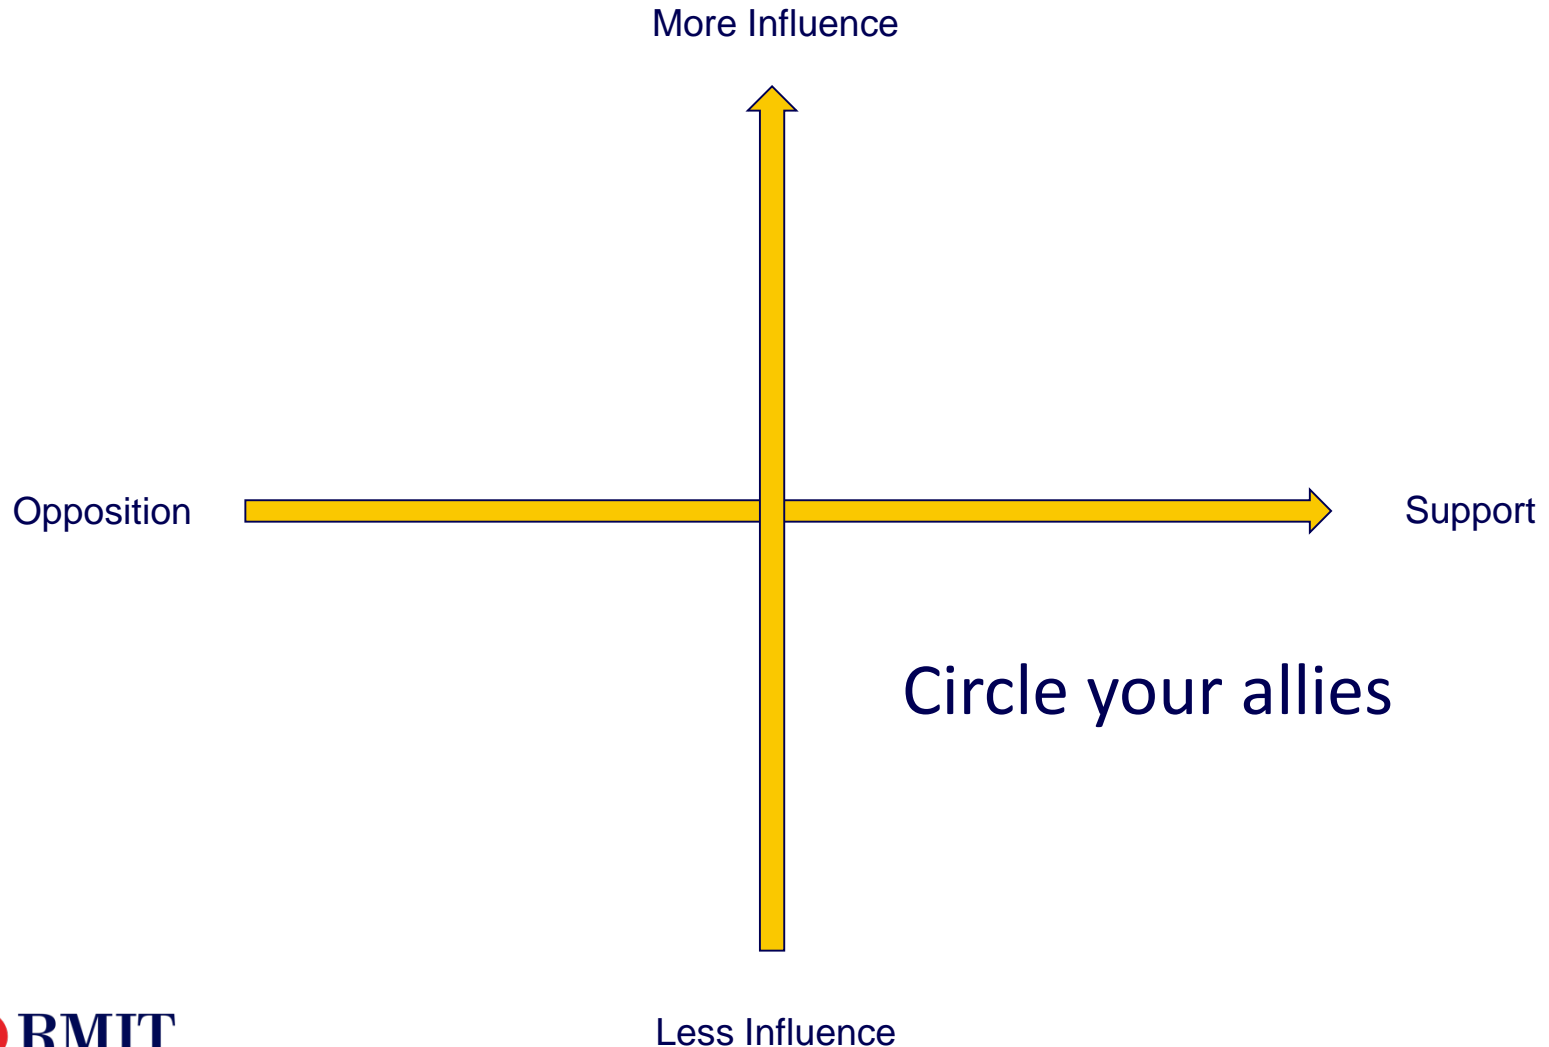 More Influence
Opposition
Support
Circle your allies
Less Influence
RMIT